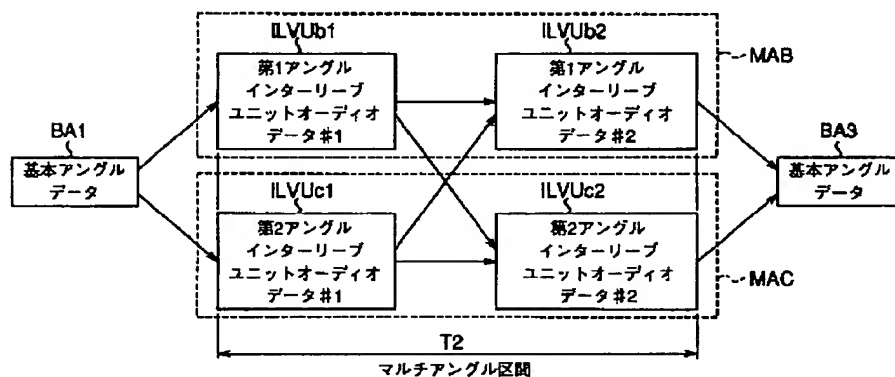 ILVUb1
ILVUb2
第1アングル
インターリーブ
ユニットオーディオ
データ#1
第1アングル
インターリーブ
ユニットオーディオ
データ#2
MAB
BA1
基本アングル
データ
BA3
基本アングル
データ
ILVUc1
ILVUc2
第2アングル
インターリーブ
ユニットオーディオ
データ#1
第2アングル
インターリーブ
ユニットオーディオ
データ#2
MAC
T2
マルチアングル区間